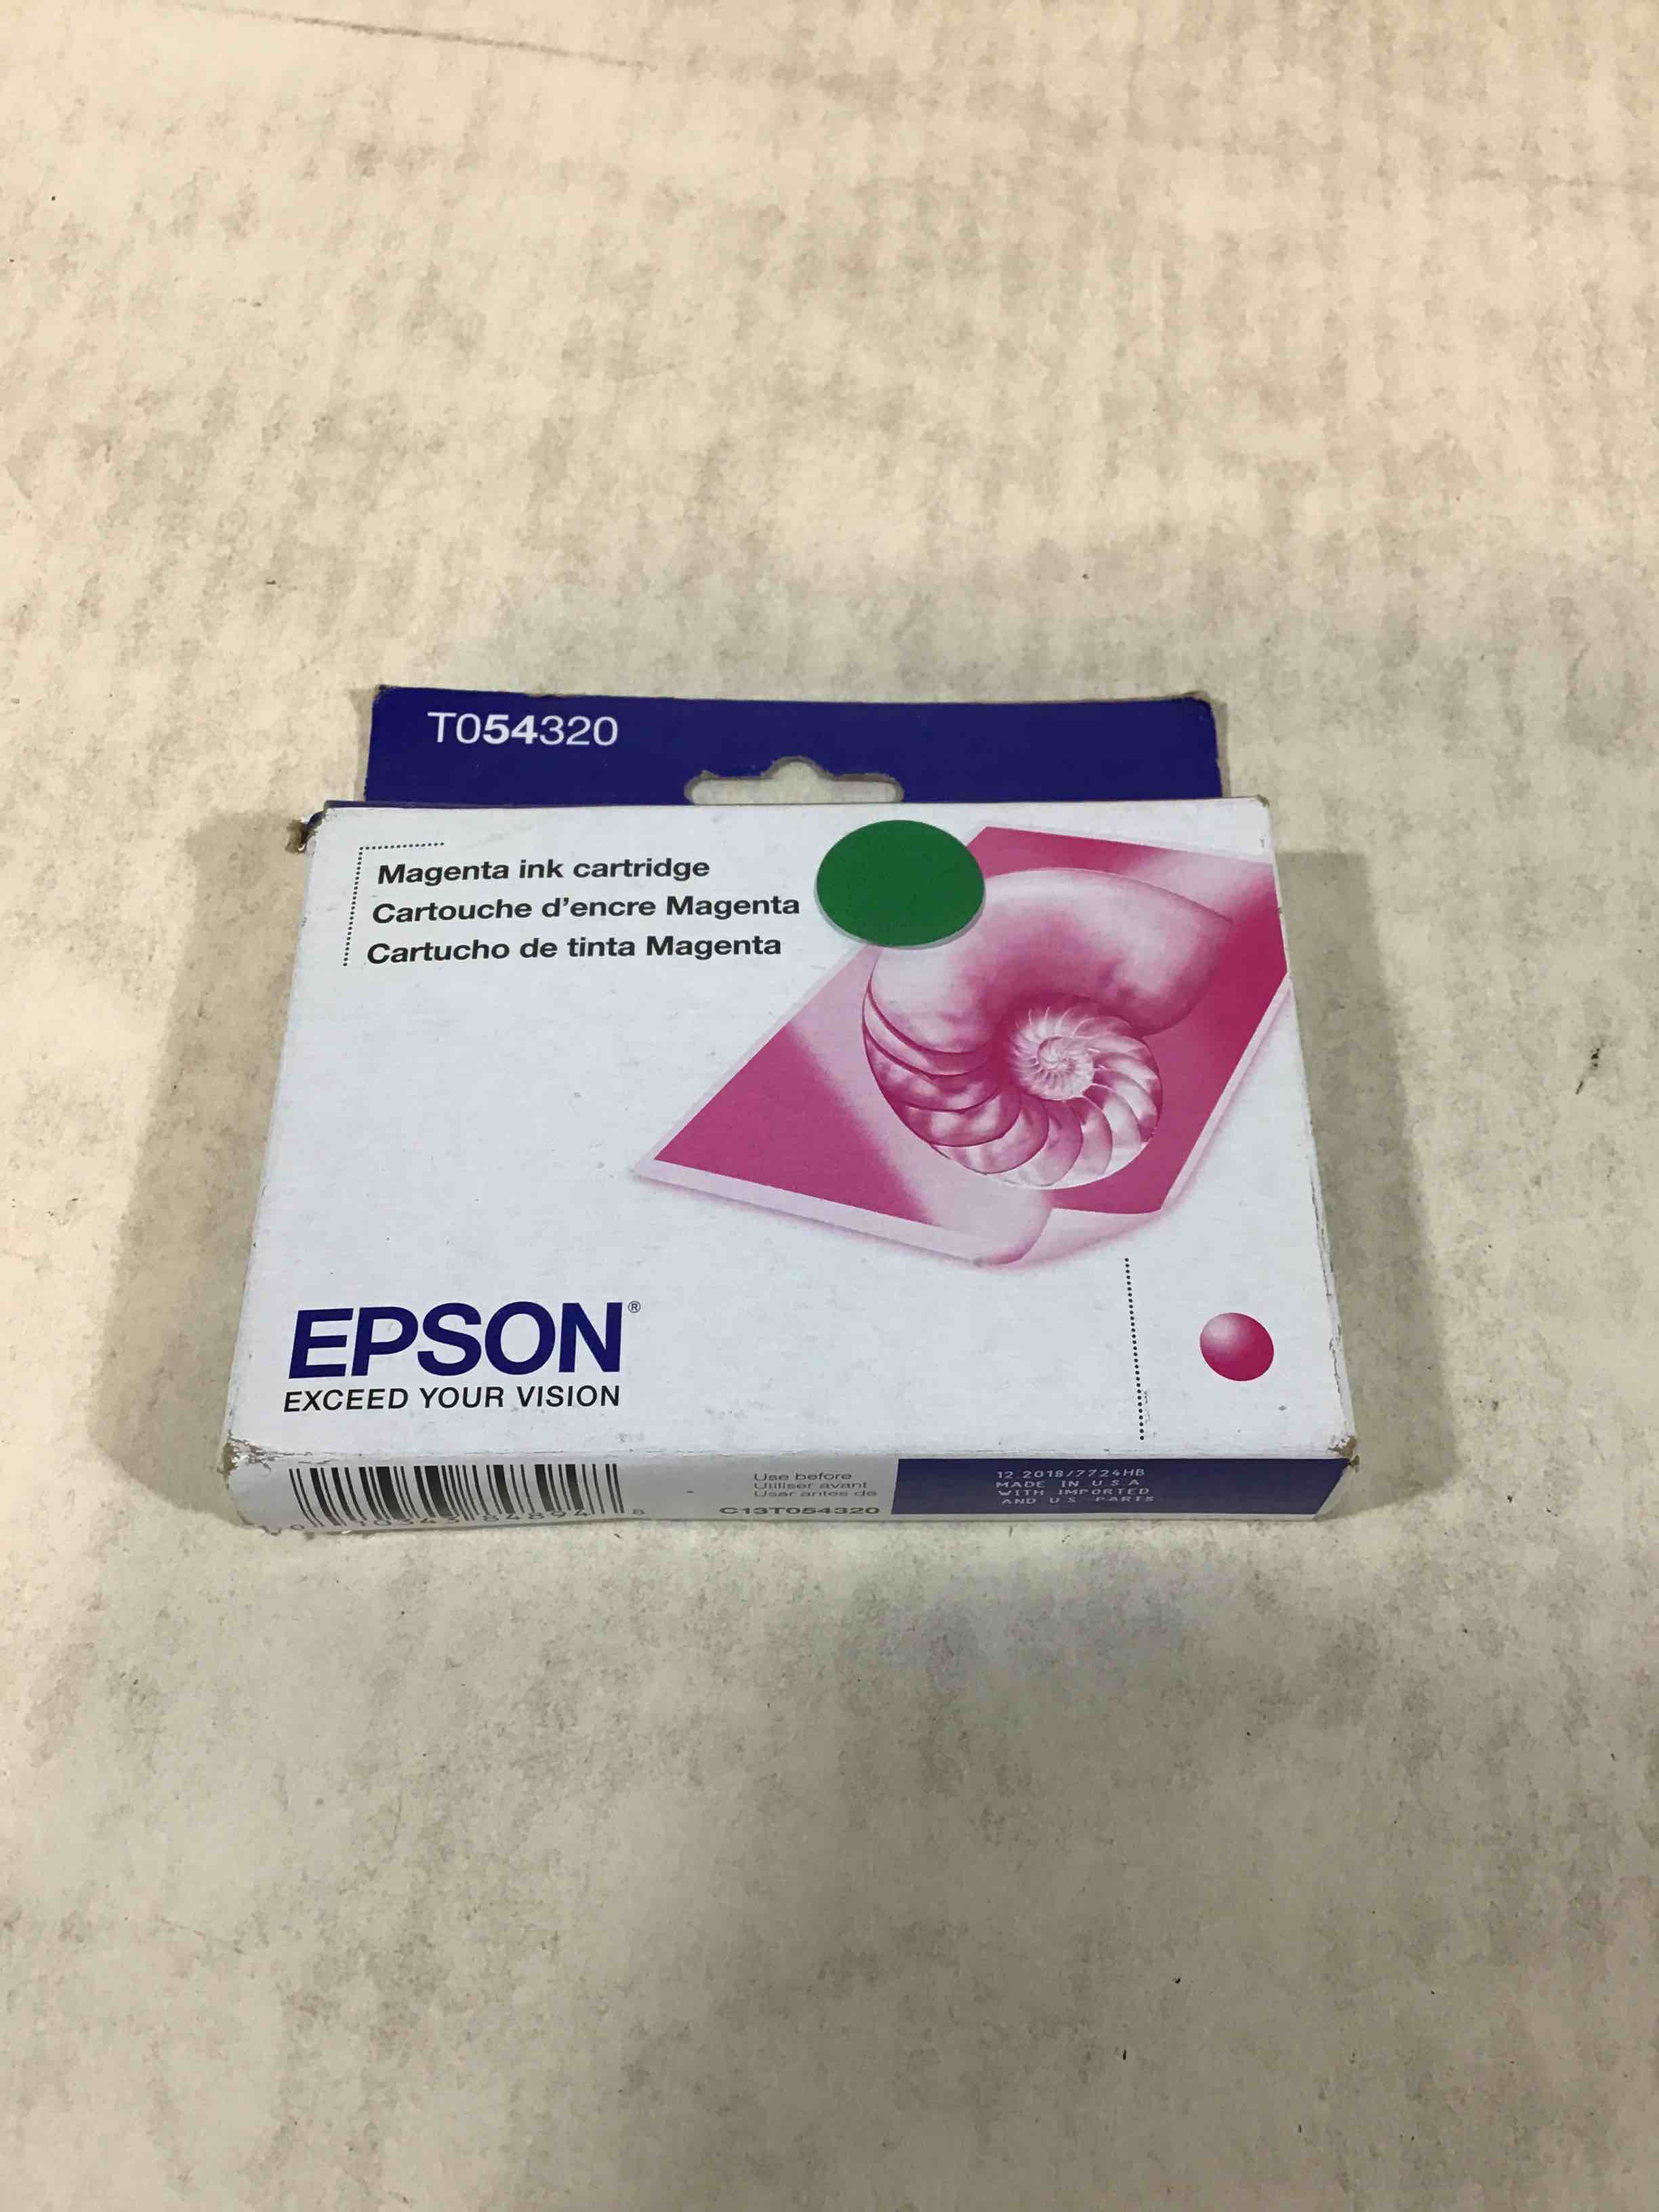 T054320
Magenta ink cartridge
Cartouche d'encre Magenta
Cartucho de tinta Magenta
EPSON®
EXCEED YOUR VISION
Use before
Utiliser avant
Usar antes de
C13T054320
12.2018/7724HB
MADE IN U.S.A
WITH IMPORTED
AND U.S. PARTS